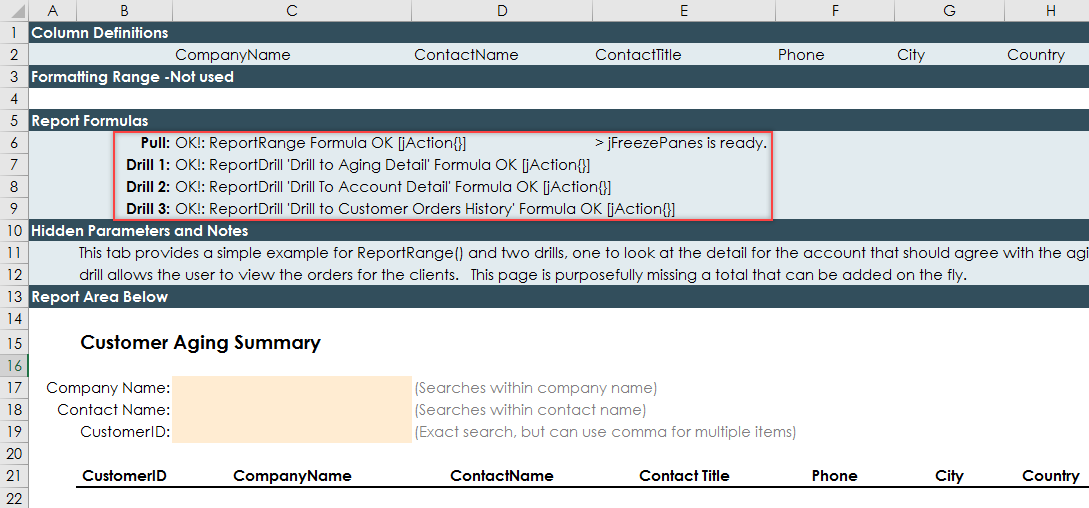 A B C D E F G H
1 Column Definitions
2 CompanyName ContactName ContactTitle Phone City Country
3 Formatting Range -Not used
4
5 Report Formulas
6 Pull: OK!: ReportRange Formula OK [jAction{}] > jFreezePanes is ready.
7 Drill 1: OK!: ReportDrill 'Drill to Aging Detail' Formula OK [jAction{}]
8 Drill 2: OK!: ReportDrill 'Drill To Account Detail' Formula OK [jAction{}]
9 Drill 3: OK!: ReportDrill 'Drill to Customer Orders History' Formula OK [jAction{}]
10 Hidden Parameters and Notes
11 This tab provides a simple example for ReportRange() and two drills, one to look at the detail for the account that should agree with the agi
12 drill allows the user to view the orders for the clients. This page is purposefully missing a total that can be added on the fly.
13 Report Area Below
14
15 Customer Aging Summary
16
17 Company Name: (Searches within company name)
18 Contact Name: (Searches within contact name)
19 CustomerID: (Exact search, but can use comma for multiple items)
20
21 CustomerID CompanyName ContactName Contact Title Phone City Country
22